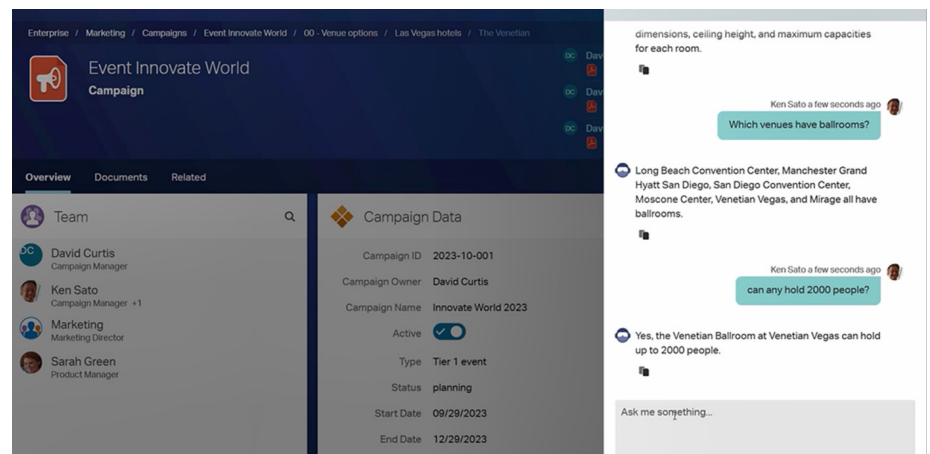 Enterprise / Marketing / Campaigns / Event Innovate World / 00 - Venue options / Las Vegas hotels / The Venetian
Event Innovate World
Campaign
DC Dav
DC Dav
DC Dav
Overview Documents Related
Team
DC David Curtis
Campaign Manager
Ken Sato
Campaign Manager +1
Marketing
Marketing Director
Sarah Green
Product Manager
Campaign Data
Campaign ID 2023-10-001
Campaign Owner David Curtis
Campaign Name Innovate World 2023
Active
Type Tier 1 event
Status planning
Start Date 09/29/2023
End Date 12/29/2023
dimensions, ceiling height, and maximum capacities
for each room.
Ken Sato a few seconds ago
Which venues have ballrooms?
Long Beach Convention Center, Manchester Grand
Hyatt San Diego, San Diego Convention Center,
Moscone Center, Venetian Vegas, and Mirage all have
ballrooms.
Ken Sato a few seconds ago
can any hold 2000 people?
Yes, the Venetian Ballroom at Venetian Vegas can hold
up to 2000 people.
Ask me something...